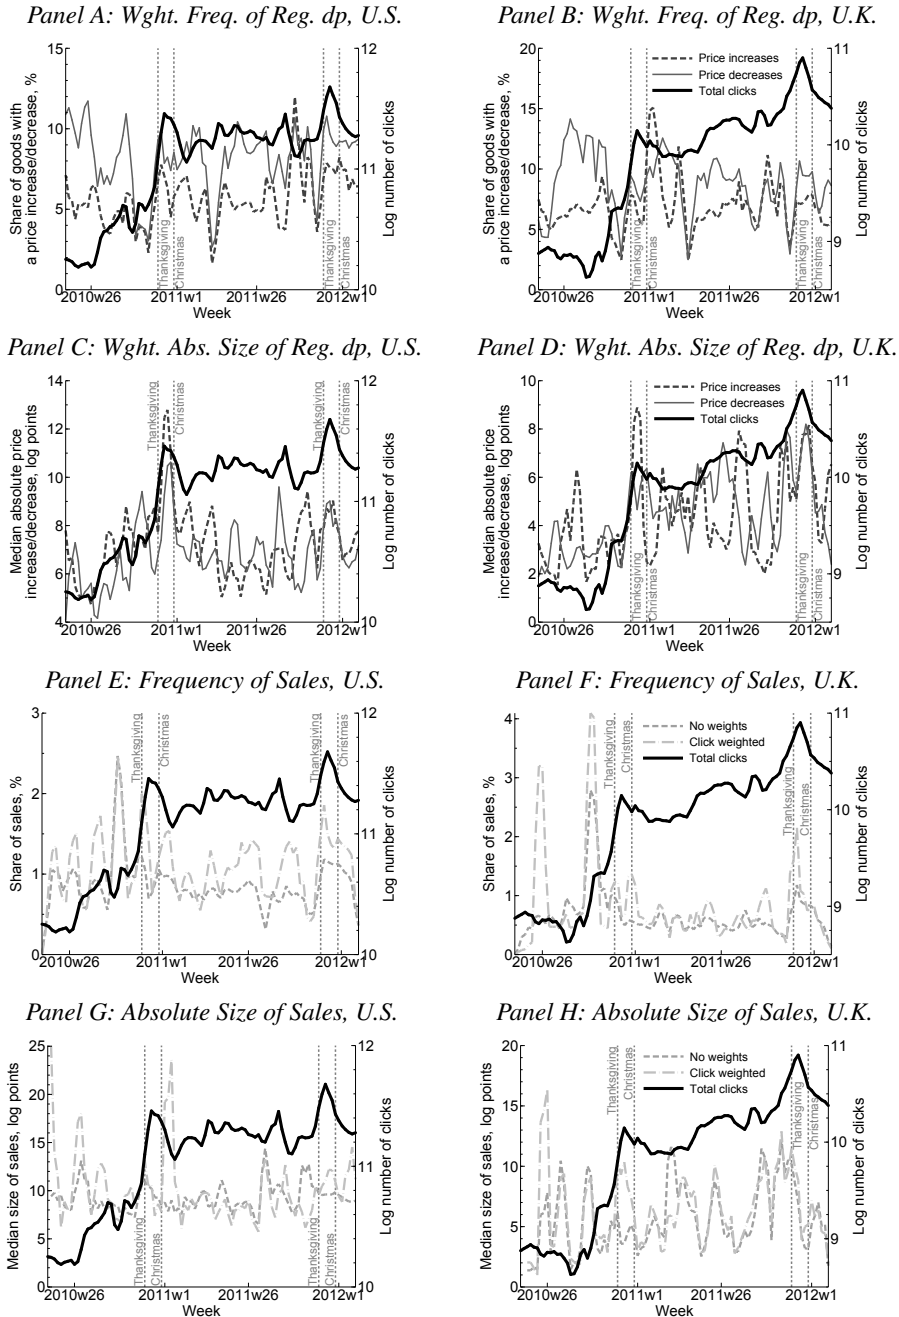 Panel A: Wght. Freq. of Reg. dp, U.S.
Share of goods with
a price increase/decrease, %
15
10
5
0
12
11
10
Log number of clicks
Thanksgiving
Christmas
Thanksgiving
Christmas
2010w26
2011w1
2011w26
2012w1
Week
Panel B: Wght. Freq. of Reg. dp, U.K.
Share of goods with
a price increase/decrease, %
20
15
10
5
0
11
10
9
Log number of clicks
Price increases
Price decreases
Total clicks
Thanksgiving
Christmas
Thanksgiving
Christmas
2010w26
2011w1
2011w26
2012w1
Week
Panel C: Wght. Abs. Size of Reg. dp, U.S.
Median absolute price
increase/decrease, log points
14
12
10
8
6
4
12
11
10
Log number of clicks
Thanksgiving
Christmas
Thanksgiving
Christmas
2010w26
2011w1
2011w26
2012w1
Week
Panel D: Wght. Abs. Size of Reg. dp, U.K.
Median absolute price
increase/decrease, log points
10
8
6
4
2
0
11
10
9
Log number of clicks
Price increases
Price decreases
Total clicks
Thanksgiving
Christmas
Thanksgiving
Christmas
2010w26
2011w1
2011w26
2012w1
Week
Panel E: Frequency of Sales, U.S.
Share of sales, %
3
2
1
0
12
11
10
Log number of clicks
Thanksgiving
Christmas
Thanksgiving
Christmas
2010w26
2011w1
2011w26
2012w1
Week
Panel F: Frequency of Sales, U.K.
Share of sales, %
4
3
2
1
0
11
10
9
Log number of clicks
No weights
Click weighted
Total clicks
Thanksgiving
Christmas
Thanksgiving
Christmas
2010w26
2011w1
2011w26
2012w1
Week
Panel G: Absolute Size of Sales, U.S.
Median size of sales, log points
25
20
15
10
5
0
12
11
10
Log number of clicks
Thanksgiving
Christmas
Thanksgiving
Christmas
2010w26
2011w1
2011w26
2012w1
Week
Panel H: Absolute Size of Sales, U.K.
Median size of sales, log points
20
15
10
5
0
11
10
9
Log number of clicks
No weights
Click weighted
Total clicks
Thanksgiving
Christmas
Thanksgiving
Christmas
2010w26
2011w1
2011w26
2012w1
Week